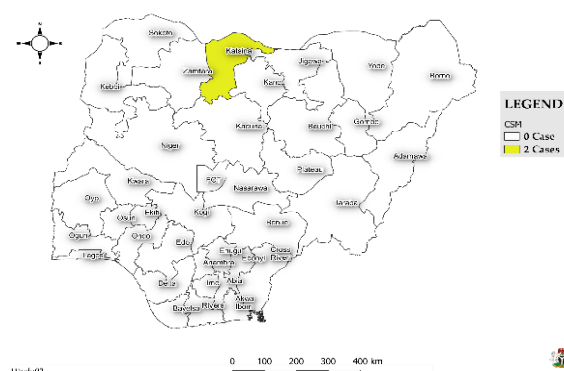 N
Sokoto
Katsina
Zamfara
Jigawa
Yobe
Borno
Kebbi
Kano
LEGEND
CSM
0 Case
2 Cases
Kaduna
Bauchi
Gombe
Niger
Adamawa
Plateau
Kwara
FCT
Nasarawa
Oyo
Taraba
Osun
Ekiti
Kogi
Benue
Ogun
Ondo
Edo
Lagos
Enugu
Ebonyi
Cross
River
Anambra
Delta
Imo
Abia
Bayelsa
Rivers
Akwa
Ibom
0 100 200 300 400 km